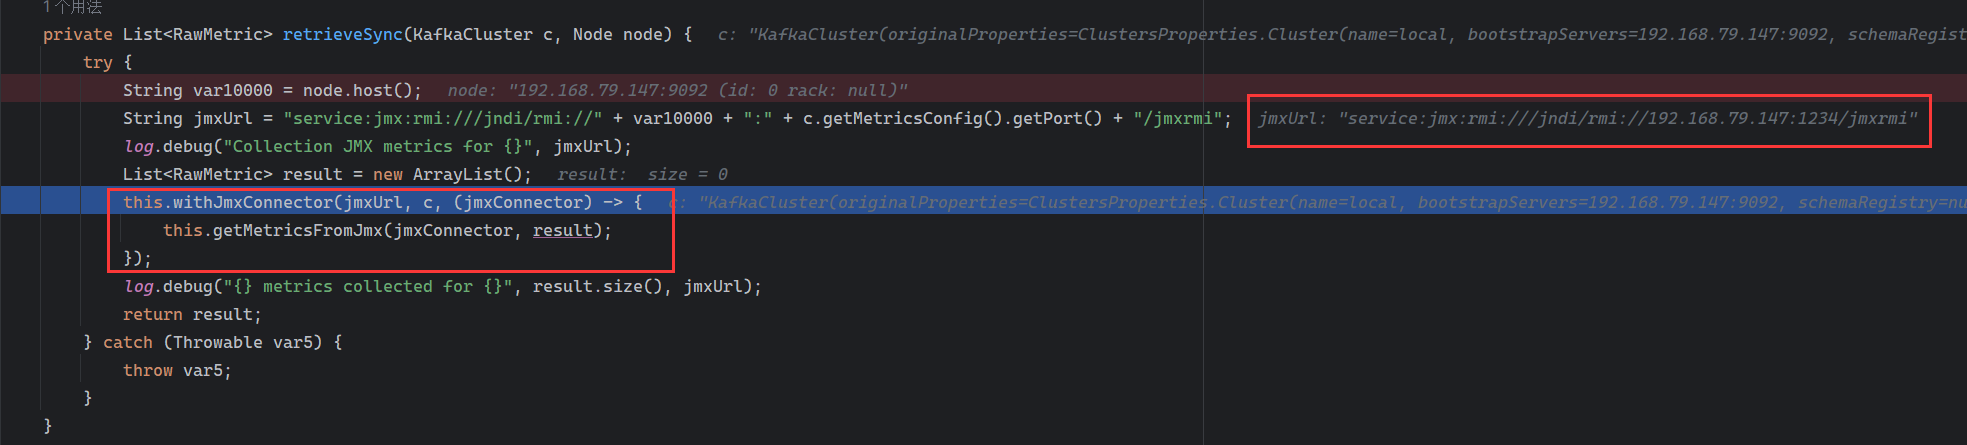 1个用法
private List<RawMetric> retrieveSync(KafkaCluster c, Node node) {   c: "KafkaCluster(originalProperties=ClustersProperties.Cluster(name=local, bootstrapServers=192.168.79.147:9092, schemaRegist
    try {
        String var10000 = node.host();   node: "192.168.79.147:9092 (id: 0 rack: null)"
        String jmxUrl = "service:jmx:rmi:///jndi/rmi://" + var10000 + ":" + c.getMetricsConfig().getPort() + "/jmxrmi";   jmxUrl: "service:jmx:rmi:///jndi/rmi://192.168.79.147:1234/jmxrmi"
        log.debug("Collection JMX metrics for {}", jmxUrl);
        List<RawMetric> result = new ArrayList();   result:  size = 0
        this.withJmxConnector(jmxUrl, c, (jmxConnector) -> {   c: "KafkaCluster(originalProperties=ClustersProperties.Cluster(name=local, bootstrapServers=192.168.79.147:9092, schemaRegistry=nu
            this.getMetricsFromJmx(jmxConnector, result);
        });
        log.debug("{} metrics collected for {}", result.size(), jmxUrl);
        return result;
    } catch (Throwable var5) {
        throw var5;
    }
}